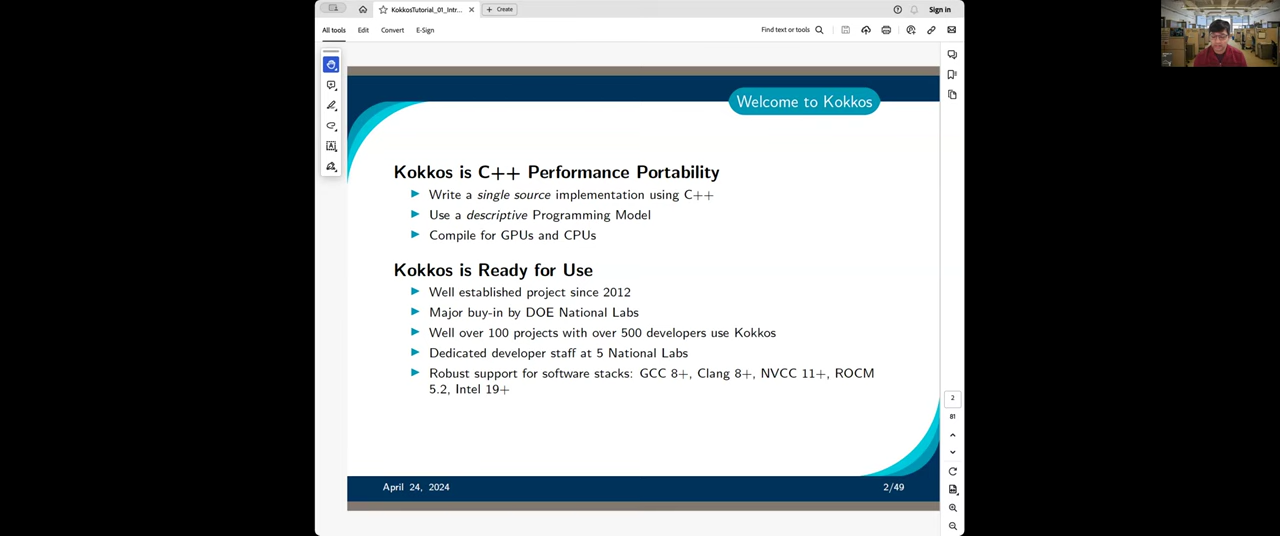 KokkosTutorial_01_Intr...
Create
Sign in
All tools Edit Convert E-Sign
Find text or tools
Welcome to Kokkos
Kokkos is C++ Performance Portability
Write a single source implementation using C++
Use a descriptive Programming Model
Compile for GPUs and CPUs
Kokkos is Ready for Use
Well established project since 2012
Major buy-in by DOE National Labs
Well over 100 projects with over 500 developers use Kokkos
Dedicated developer staff at 5 National Labs
Robust support for software stacks: GCC 8+, Clang 8+, NVCC 11+, ROCM
5.2, Intel 19+
2
81
April 24, 2024
2/49